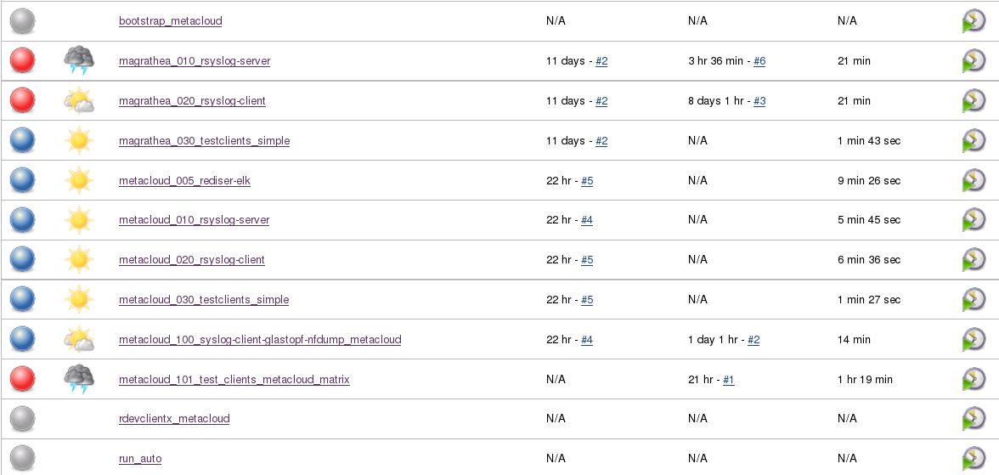 bootstrap_metacloud N/A N/A N/A
magrathea_010_rsyslog-server 11 days - #2 3 hr 36 min - #6 21 min
magrathea_020_rsyslog-client 11 days - #2 8 days 1 hr - #3 21 min
magrathea_030_testclients_simple 11 days - #2 N/A 1 min 43 sec
metacloud_005_rediser-elk 22 hr - #5 N/A 9 min 26 sec
metacloud_010_rsyslog-server 22 hr - #4 N/A 5 min 45 sec
metacloud_020_rsyslog-client 22 hr - #5 N/A 6 min 36 sec
metacloud_030_testclients_simple 22 hr - #5 N/A 1 min 27 sec
metacloud_100_syslog-client-glastopf-nfdump_metacloud 22 hr - #4 1 day 1 hr - #2 14 min
metacloud_101_test_clients_metacloud_matrix N/A 21 hr - #1 1 hr 19 min
rdevclientx_metacloud N/A N/A N/A
run_auto N/A N/A N/A